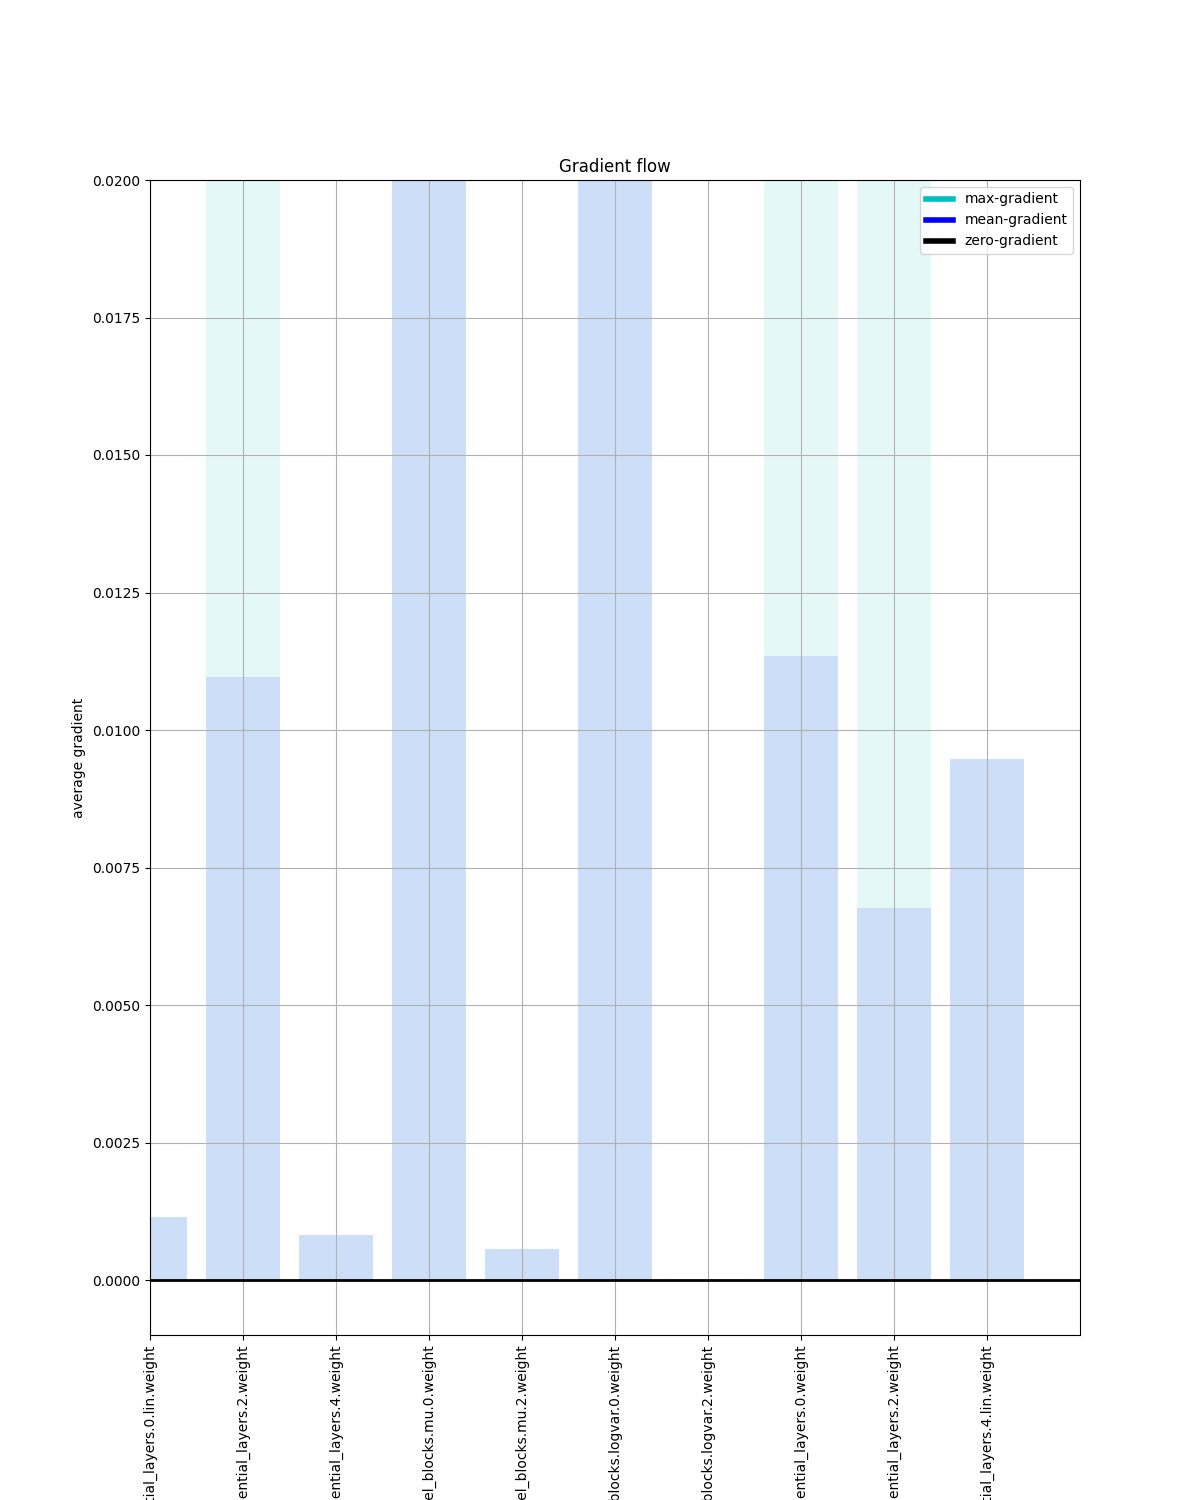 Gradient flow
max-gradient
mean-gradient
zero-gradient
0.0200
0.0175
0.0150
0.0125
0.0100
0.0075
0.0050
0.0025
0.0000
average gradient
tial_layers.0.lin.weight
ential_layers.2.weight
ential_layers.4.weight
el_blocks.mu.0.weight
el_blocks.mu.2.weight
blocks.logvar.0.weight
blocks.logvar.2.weight
ential_layers.0.weight
ential_layers.2.weight
tial_layers.4.lin.weight